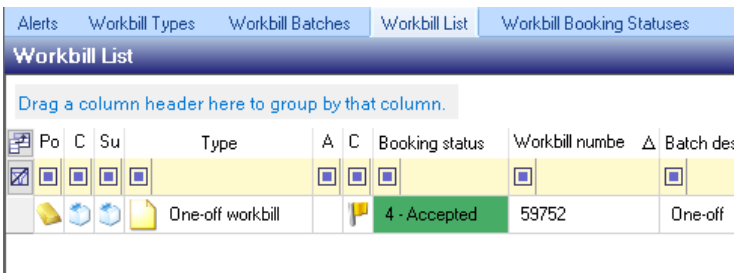 Alerts Workbill Types Workbill Batches Workbill List Workbill Booking Statuses
Workbill List
Drag a column header here to group by that column.
Po C Su Type A C Booking status Workbill numbe Batch des
One-off workbill 4 - Accepted 59752 One-off